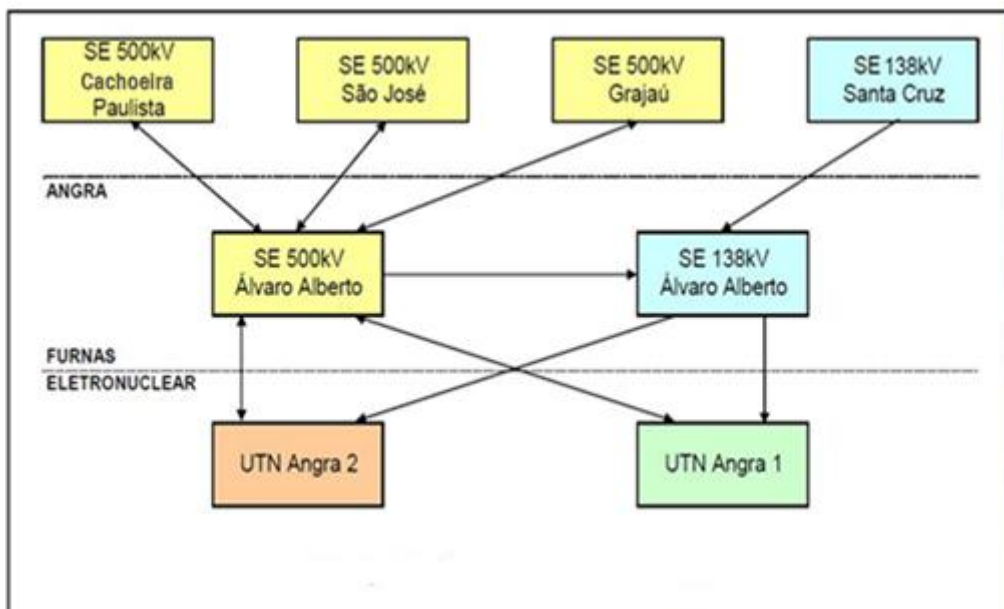 SE 500kV
Cachoeira
Paulista
SE 500kV
São José
SE 500kV
Grajaú
SE 138kV
Santa Cruz
ANGRA
SE 500kV
Álvaro Alberto
SE 138kV
Álvaro Alberto
FURNAS
ELETRONUCLEAR
UTN Angra 2
UTN Angra 1